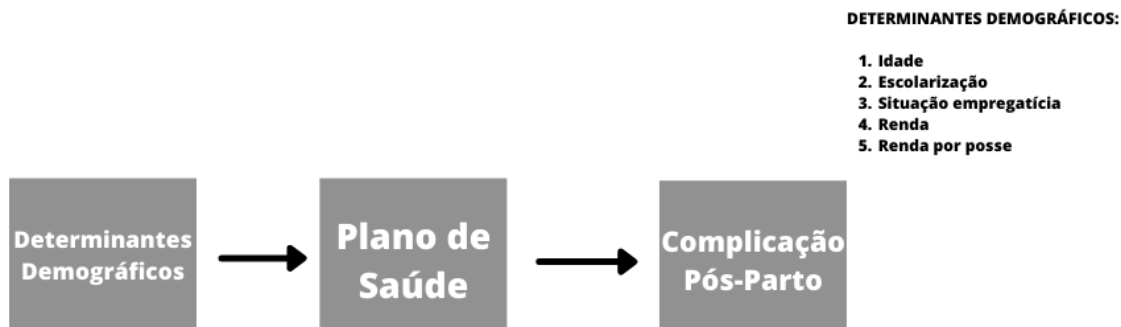 DETERMINANTES DEMOGRÁFICOS:
1. Idade
2. Escolarização
3. Situação empregatícia
4. Renda
5. Renda por posse
Determinantes
Demográficos
Plano de
Saúde
Complicação
Pós-Parto